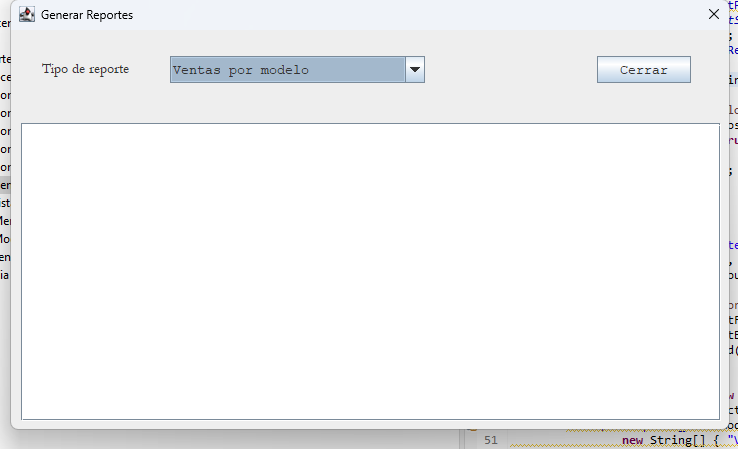 Generar Reportes
Tipo de reporte
Ventas por modelo
Cerrar
51
new String[] { "V